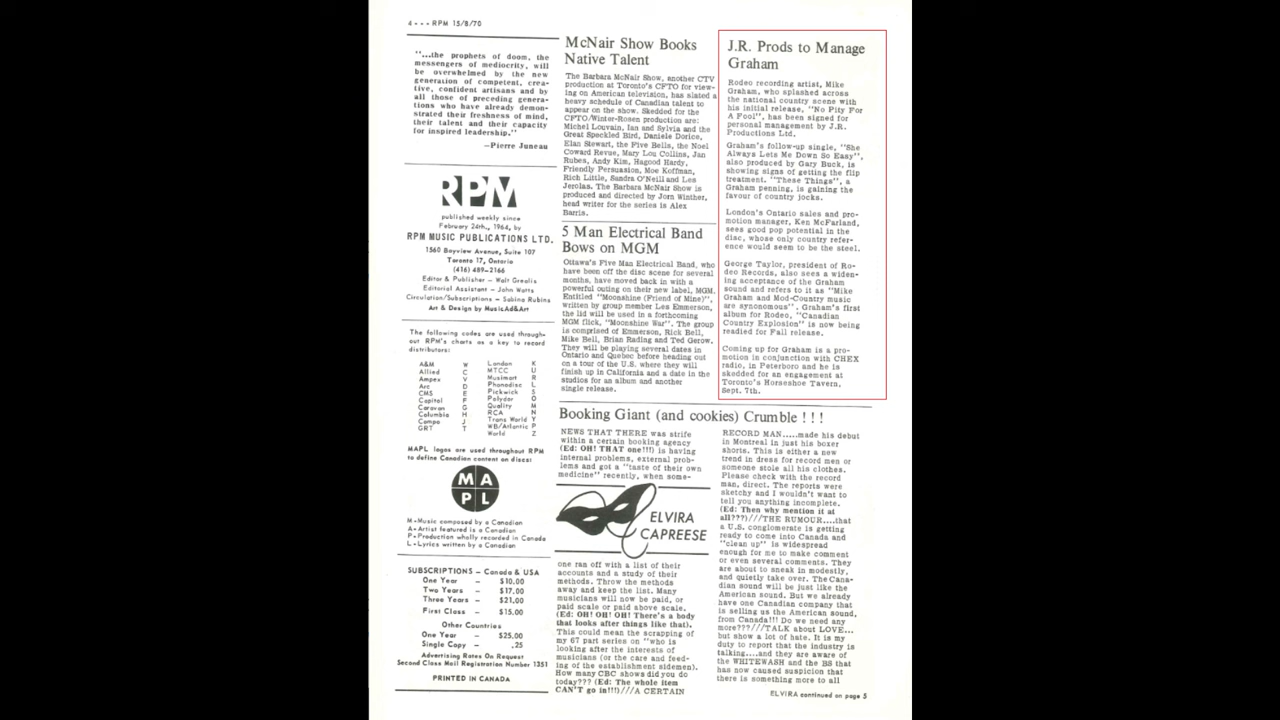 4 --- RPM 15/8/70
"...the prophets of doom, the
messengers of mediocrity, will
be overwhelmed by the new
generation of competent, crea-
tive, confident artisans and by
all those of preceding genera-
tions who have already demon-
strated their freshness of mind,
their talent and their capacity
for inspired leadership."
—Pierre Juneau
RPM
published weekly since
February 24th., 1964, by
RPM MUSIC PUBLICATIONS LTD.
1560 Bayview Avenue, Suite 107
Toronto 17, Ontario
(416) 489-2166
Editor & Publisher – Walt Grealis
Editorial Assistant – John Watts
Circulation/Subscriptions – Sabina Rubins
Art & Design by MusicAd&Art
The following codes are used through-
out RPM's charts as a key to record
distributors:
A&M W
Allied C
Ampex V
Arc D
CMS E
Capitol F
Caravan G
Columbia H
Campo J
GRT T
London K
MTCC U
Musimart R
Phonodisc L
Pickwick S
Polydor O
Quality M
RCA N
Trans World Y
WB/Atlantic P
World Z
MAPL logos are used throughout RPM
to define Canadian content on discs:
M A
P L
M–Music composed by a Canadian
A–Artist featured is a Canadian
P–Production wholly recorded in Canada
L–Lyrics written by a Canadian
SUBSCRIPTIONS – Canada & USA
One Year – $10.00
Two Years – $17.00
Three Years – $21.00
First Class – $15.00
Other Countries
One Year – $25.00
Single Copy – .25
Advertising Rates On Request
Second Class Mail Registration Number 1351
PRINTED IN CANADA
McNair Show Books
Native Talent
The Barbara McNair Show, another CTV
production at Toronto's CFTO for view-
ing on American television, has slated a
heavy schedule of Canadian talent to
appear on the show. Skedded for the
CFTO/Winter-Rosen production are:
Michel Louvain, Ian and Sylvia and the
Great Speckled Bird, Daniele Dorice,
Elan Stewart, the Five Bells, the Noel
Coward Revue, Mary Lou Collins, Jan
Rubes, Andy Kim, Hagood Hardy,
Friendly Persuasion, Moe Koffman,
Rich Little, Sandra O'Neill and Les
Jerolas. The Barbara McNair Show is
produced and directed by Jorn Winther,
head writer for the series is Alex
Barris.
5 Man Electrical Band
Bows on MGM
Ottawa's Five Man Electrical Band, who
have been off the disc scene for several
months, have moved back in with a
powerful outing on their new label, MGM.
Entitled "Moonshine (Friend of Mine)",
written by group member Les Emmerson,
the lid will be used in a forthcoming
MGM flick, "Moonshine War". The group
is comprised of Emmerson, Rick Bell,
Mike Bell, Brian Rading and Ted Gerow.
They will be playing several dates in
Ontario and Quebec before heading out
on a tour of the U.S. where they will
finish up in California and a date in the
studios for an album and another
single release.
J.R. Prods to Manage
Graham
Rodeo recording artist, Mike
Graham, who splashed across
the national country scene with
his initial release, "No Pity For
A Fool", has been signed for
personal management by J.R.
Productions Ltd.
Graham's follow-up single, "She
Always Lets Me Down So Easy",
also produced by Gary Buck, is
showing signs of getting the flip
treatment. "These Things", a
Graham penning, is gaining the
favour of country jocks.
London's Ontario sales and pro-
motion manager, Ken McFarland,
sees good pop potential in the
disc, whose only country refer-
ence would seem to be the steel.
George Taylor, president of Ro-
deo Records, also sees a widen-
ing acceptance of the Graham
sound and refers to it as "Mike
Graham and Mod-Country music
are synonomous". Graham's first
album for Rodeo, "Canadian
Country Explosion" is now being
readied for Fall release.
Coming up for Graham is a pro-
motion in conjunction with CHEX
radio, in Peterboro and he is
skedded for an engagement at
Toronto's Horseshoe Tavern,
Sept. 7th.
Booking Giant (and cookies) Crumble ! ! !
NEWS THAT THERE was strife
within a certain booking agency
(Ed: OH! THAT one!!!) is having
internal problems, external prob-
lems and got a "taste of their own
medicine" recently, when some-
ELVIRA
CAPREESE
one ran off with a list of their
accounts and a study of their
methods. Throw the methods
away and keep the list. Many
musicians will now be paid, or
paid scale or paid above scale.
(Ed: OH! OH! OH! There's a body
that looks after things like that).
This could mean the scrapping of
my 67 part series on "who is
looking after the interests of
musicians (or the care and feed-
ing of the establishment sidemen).
How many CBC shows did you do
today??? (Ed: The whole item
CAN'T go in!!!)///A CERTAIN
RECORD MAN.....made his debut
in Montreal in just his boxer
shorts. This is either a new
trend in dress for record men or
someone stole all his clothes.
Please check with the record
man, direct. The reports were
sketchy and I wouldn't want to
tell you anything incomplete.
(Ed: Then why mention it at
all???)///THE RUMOUR....that
a U.S. conglomerate is getting
ready to come into Canada and
"clean up" is widespread
enough for me to make comment
or even several comments. They
are about to sneak in modestly,
and quietly take over. The Cana-
dian sound will be just like the
American sound. But we already
have one Canadian company that
is selling us the American sound,
from Canada!!! Do we need any
more???///TALK about LOVE...
but show a lot of hate. It is my
duty to report that the industry is
talking....and they are aware of
the WHITEWASH and the BS that
has now caused suspicion that
there is something more to all
ELVIRA continued on page 5